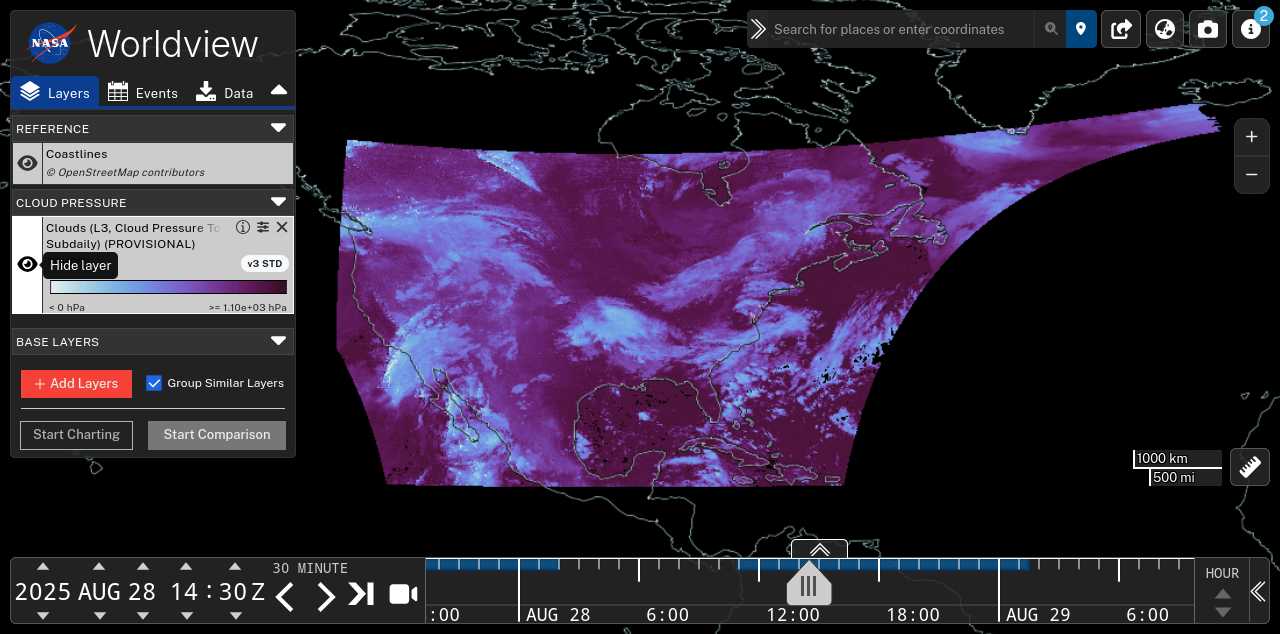 NASA Worldview
Search for places or enter coordinates
2
Layers
Events
Data
REFERENCE
Coastlines
© OpenStreetMap contributors
CLOUD PRESSURE
Clouds (L3, Cloud Pressure To
Subdaily) (PROVISIONAL)
Hide layer
v3 STD
< 0 hPa
>= 1.10e+03 hPa
BASE LAYERS
+ Add Layers
Group Similar Layers
Start Charting
Start Comparison
+
−
1000 km
500 mi
30 MINUTE
2025 AUG 28 14 : 30 Z
:00
AUG 28
6:00
12:00
18:00
AUG 29
6:00
HOUR